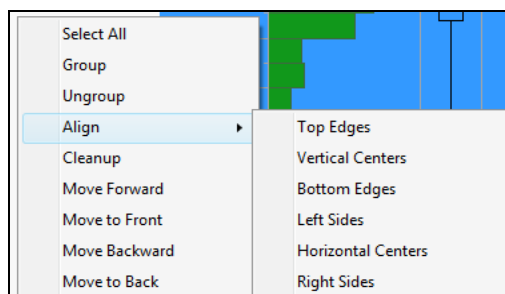 Select All
Group
Ungroup
Align
Cleanup
Move Forward
Move to Front
Move Backward
Move to Back
Top Edges
Vertical Centers
Bottom Edges
Left Sides
Horizontal Centers
Right Sides